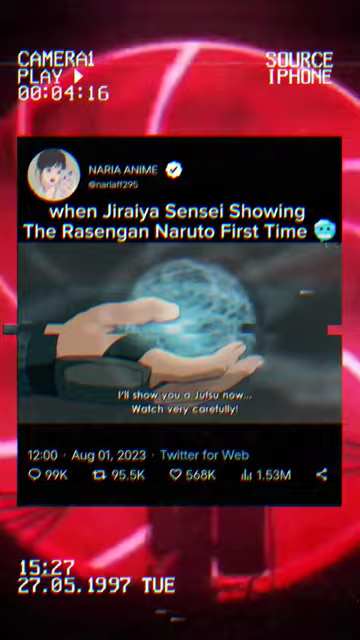 CAMERA1
PLAY
00:04:16
SOURCE
IPHONE
NARIA ANIME
@nariaff295
when Jiraiya Sensei Showing
The Rasengan Naruto First Time
I'll show you a Jutsu now...
Watch very carefully!
12:00 · Aug 01, 2023 · Twitter for Web
99K 95.5K 568K 1.53M
15:27
27.05.1997 TUE